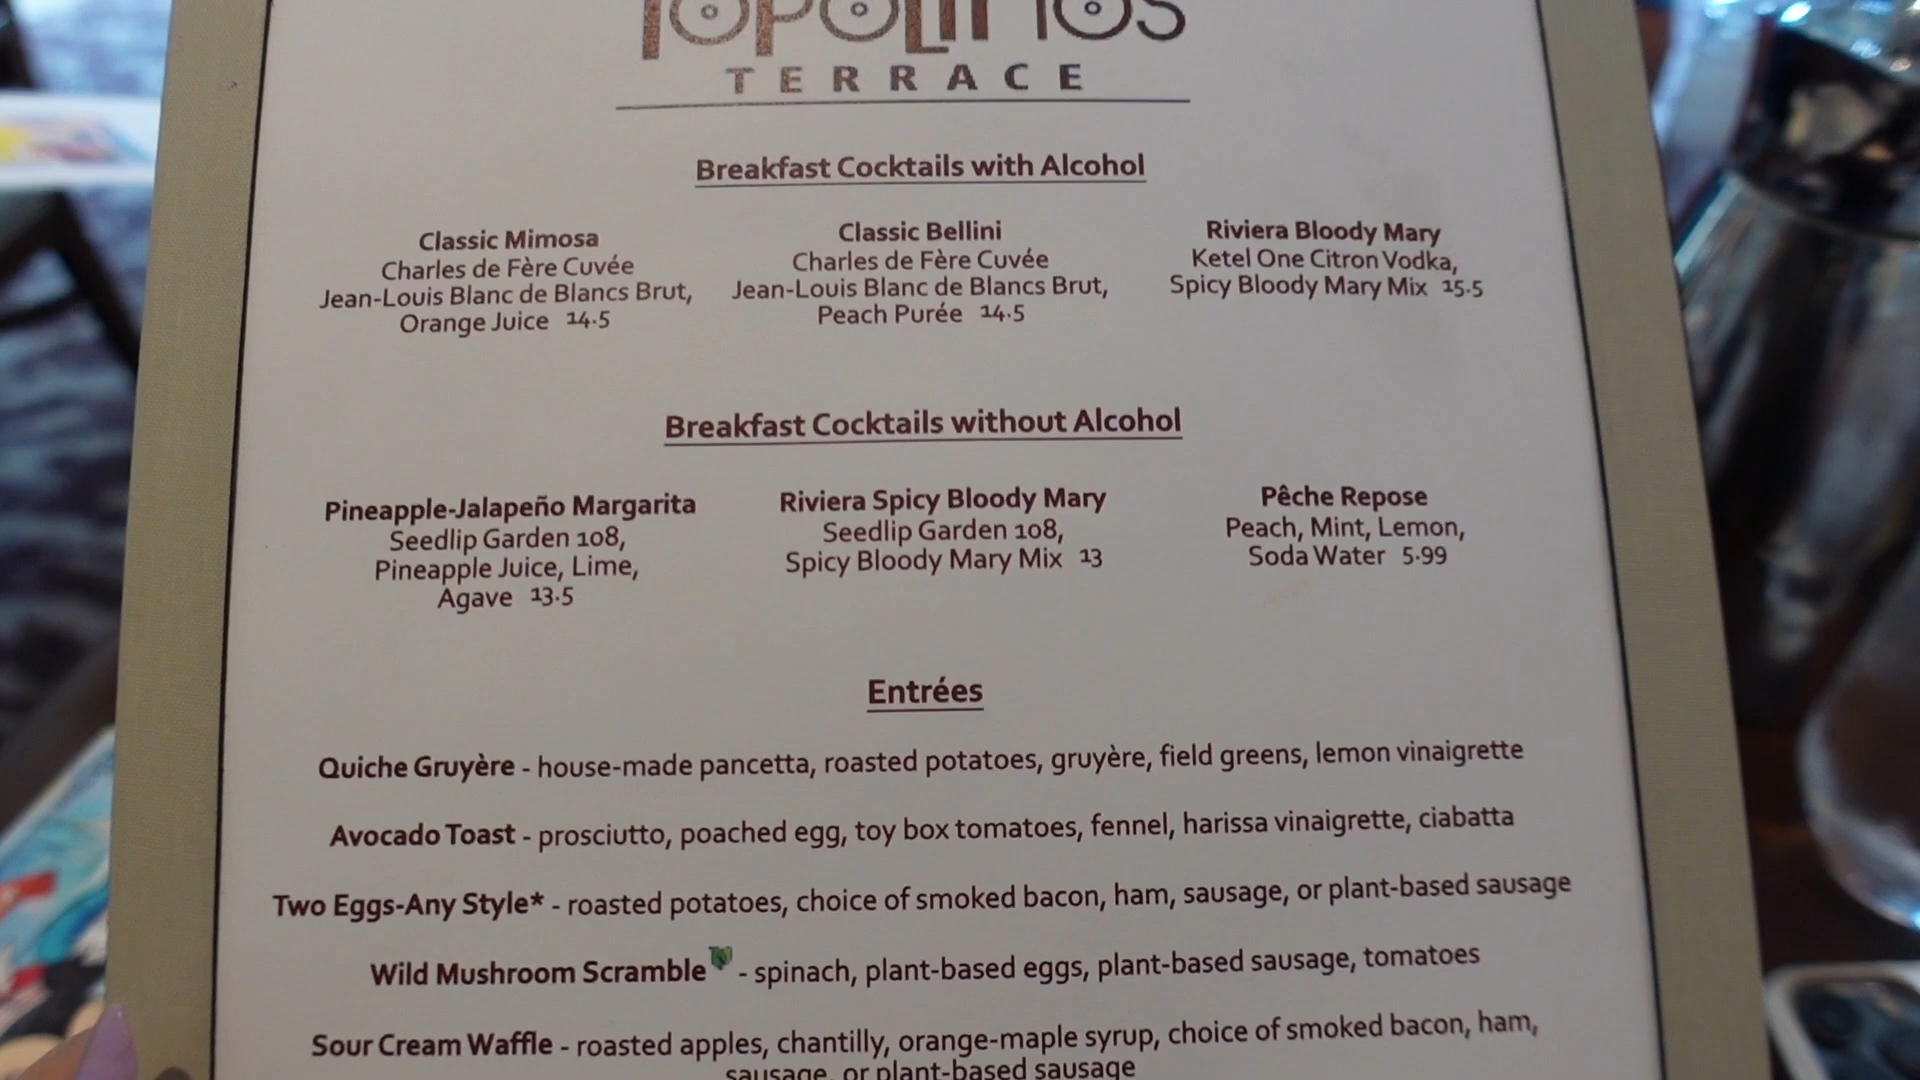 TOPOLINO'S
TERRACE
Breakfast Cocktails with Alcohol
Classic Mimosa
Charles de Fère Cuvée
Jean-Louis Blanc de Blancs Brut,
Orange Juice 14.5
Classic Bellini
Charles de Fère Cuvée
Jean-Louis Blanc de Blancs Brut,
Peach Purée 14.5
Riviera Bloody Mary
Ketel One Citron Vodka,
Spicy Bloody Mary Mix 15.5
Breakfast Cocktails without Alcohol
Pineapple-Jalapeño Margarita
Seedlip Garden 108,
Pineapple Juice, Lime,
Agave 13.5
Riviera Spicy Bloody Mary
Seedlip Garden 108,
Spicy Bloody Mary Mix 13
Pêche Repose
Peach, Mint, Lemon,
Soda Water 5.99
Entrées
Quiche Gruyère - house-made pancetta, roasted potatoes, gruyère, field greens, lemon vinaigrette
Avocado Toast - prosciutto, poached egg, toy box tomatoes, fennel, harissa vinaigrette, ciabatta
Two Eggs-Any Style* - roasted potatoes, choice of smoked bacon, ham, sausage, or plant-based sausage
Wild Mushroom Scramble - spinach, plant-based eggs, plant-based sausage, tomatoes
Sour Cream Waffle - roasted apples, chantilly, orange-maple syrup, choice of smoked bacon, ham,
sausage, or plant-based sausage